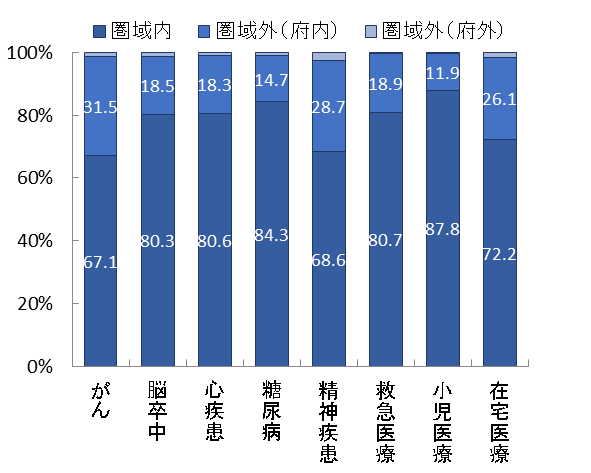 圏域内 圏域外(府内) 圏域外(府外)
100%
80%
60%
40%
20%
0%
31.5 18.5 18.3 14.7 28.7 18.9 11.9 26.1
67.1 80.3 80.6 84.3 68.6 80.7 87.8 72.2
がん
脳卒中
心疾患
糖尿病
精神疾患
救急医療
小児医療
在宅医療